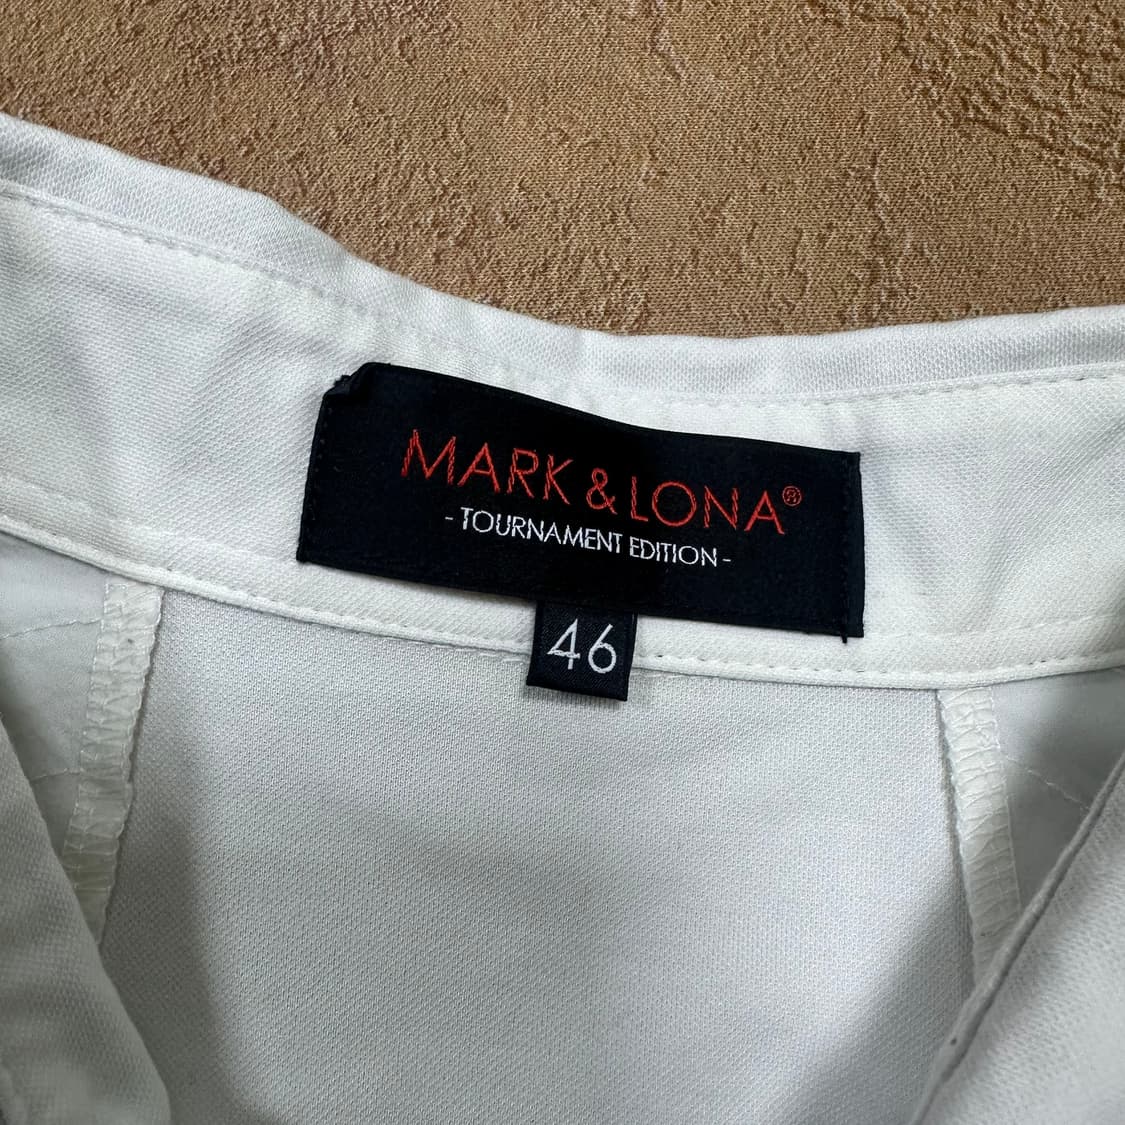 MARK & LONA®
- TOURNAMENT EDITION -
46